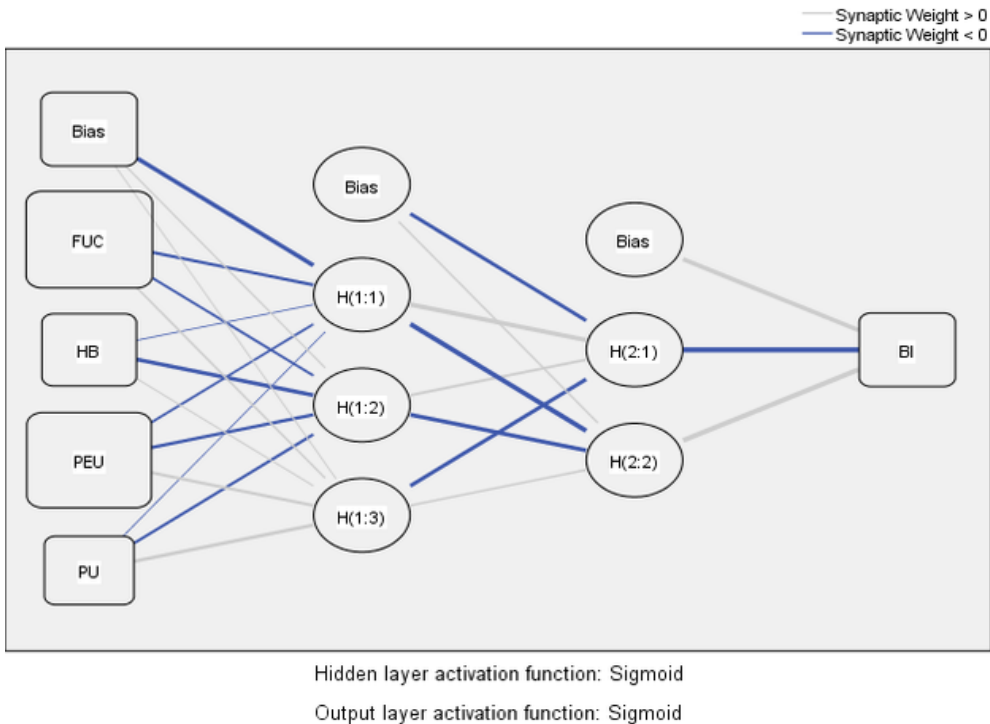 Synaptic Weight > 0
Synaptic Weight < 0
Bias
FUC
HB
PEU
PU
Bias
H(1:1)
H(1:2)
H(1:3)
Bias
H(2:1)
H(2:2)
BI
Hidden layer activation function: Sigmoid
Output layer activation function: Sigmoid